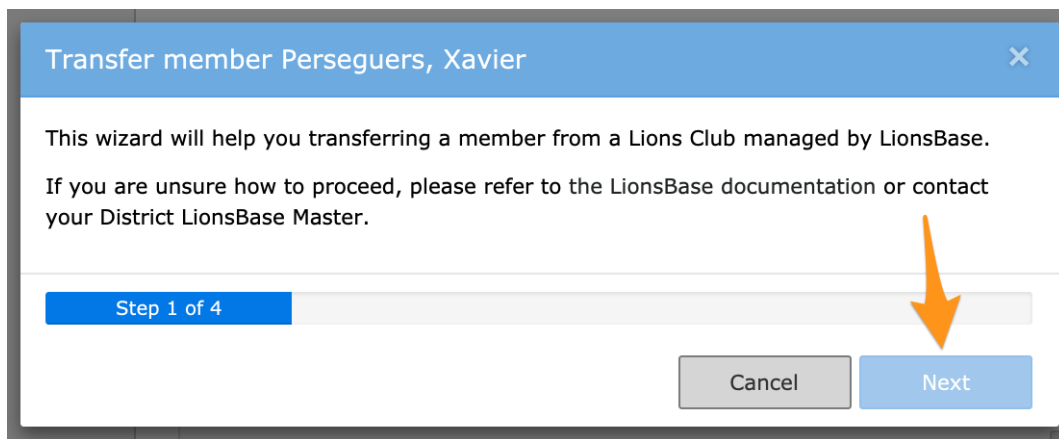 Transfer member Perseguers, Xavier
This wizard will help you transferring a member from a Lions Club managed by LionsBase.
If you are unsure how to proceed, please refer to the LionsBase documentation or contact
your District LionsBase Master.
Step 1 of 4
Cancel
Next